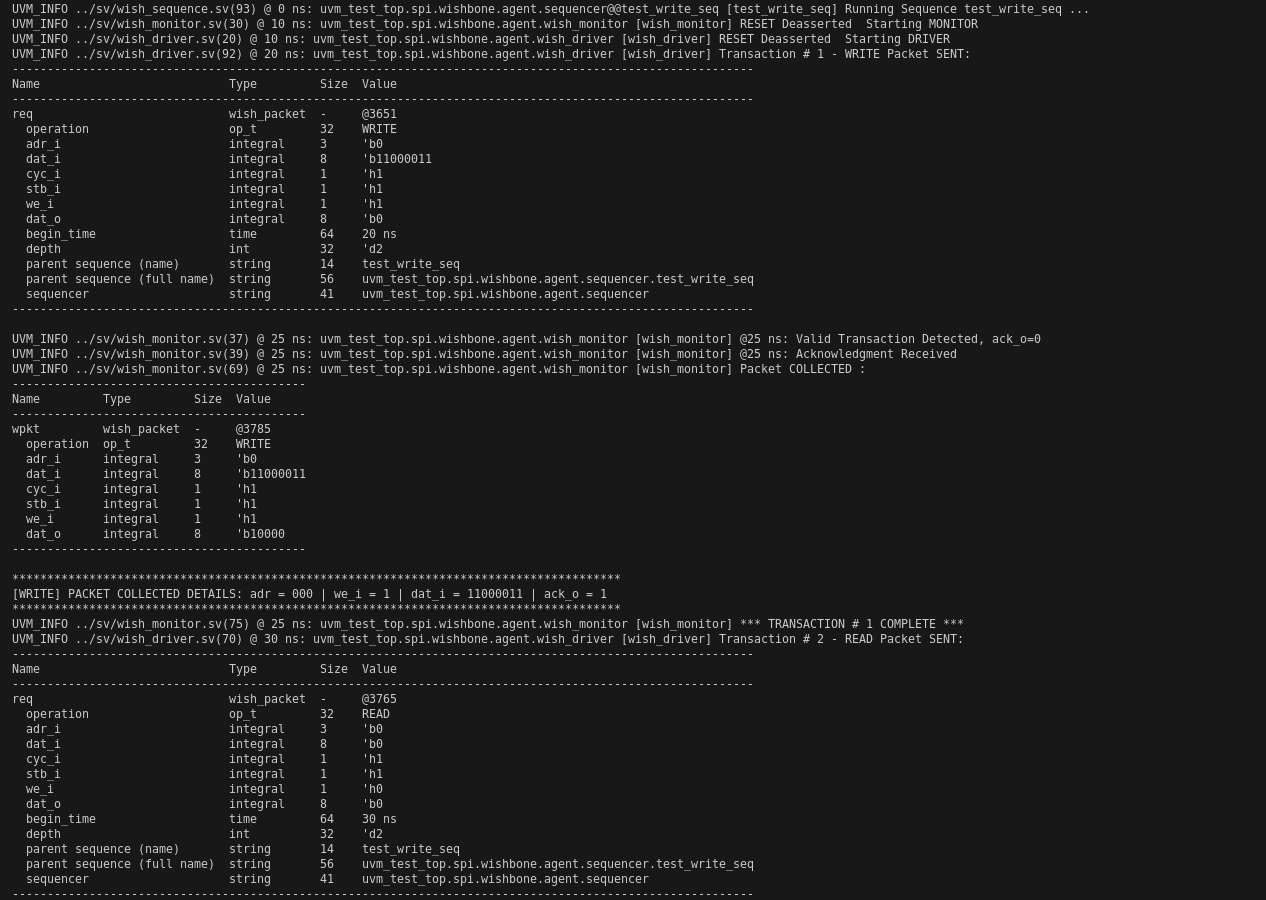 UVM_INFO ../sv/wish_sequence.sv(93) @ 0 ns: uvm_test_top.spi.wishbone.agent.sequencer@@test_write_seq [test_write_seq] Running Sequence test_write_seq ...
UVM_INFO ../sv/wish_monitor.sv(30) @ 10 ns: uvm_test_top.spi.wishbone.agent.wish_monitor [wish_monitor] RESET Deasserted  Starting MONITOR
UVM_INFO ../sv/wish_driver.sv(20) @ 10 ns: uvm_test_top.spi.wishbone.agent.wish_driver [wish_driver] RESET Deasserted  Starting DRIVER
UVM_INFO ../sv/wish_driver.sv(92) @ 20 ns: uvm_test_top.spi.wishbone.agent.wish_driver [wish_driver] Transaction # 1 - WRITE Packet SENT:
----------------------------------------------------------------------------------------------------------
Name                           Type         Size  Value
----------------------------------------------------------------------------------------------------------
req                            wish_packet  -     @3651
  operation                    op_t         32    WRITE
  adr_i                        integral     3     'b0
  dat_i                        integral     8     'b11000011
  cyc_i                        integral     1     'h1
  stb_i                        integral     1     'h1
  we_i                         integral     1     'h1
  dat_o                        integral     8     'b0
  begin_time                   time         64    20 ns
  depth                        int          32    'd2
  parent sequence (name)       string       14    test_write_seq
  parent sequence (full name)  string       56    uvm_test_top.spi.wishbone.agent.sequencer.test_write_seq
  sequencer                    string       41    uvm_test_top.spi.wishbone.agent.sequencer
----------------------------------------------------------------------------------------------------------
UVM_INFO ../sv/wish_monitor.sv(37) @ 25 ns: uvm_test_top.spi.wishbone.agent.wish_monitor [wish_monitor] @25 ns: Valid Transaction Detected, ack_o=0
UVM_INFO ../sv/wish_monitor.sv(39) @ 25 ns: uvm_test_top.spi.wishbone.agent.wish_monitor [wish_monitor] @25 ns: Acknowledgment Received
UVM_INFO ../sv/wish_monitor.sv(69) @ 25 ns: uvm_test_top.spi.wishbone.agent.wish_monitor [wish_monitor] Packet COLLECTED :
------------------------------------------
Name         Type         Size  Value
------------------------------------------
wpkt         wish_packet  -     @3785
  operation  op_t         32    WRITE
  adr_i      integral     3     'b0
  dat_i      integral     8     'b11000011
  cyc_i      integral     1     'h1
  stb_i      integral     1     'h1
  we_i       integral     1     'h1
  dat_o      integral     8     'b10000
------------------------------------------
***************************************************************************************
[WRITE] PACKET COLLECTED DETAILS: adr = 000 | we_i = 1 | dat_i = 11000011 | ack_o = 1
***************************************************************************************
UVM_INFO ../sv/wish_monitor.sv(75) @ 25 ns: uvm_test_top.spi.wishbone.agent.wish_monitor [wish_monitor] *** TRANSACTION # 1 COMPLETE ***
UVM_INFO ../sv/wish_driver.sv(70) @ 30 ns: uvm_test_top.spi.wishbone.agent.wish_driver [wish_driver] Transaction # 2 - READ Packet SENT:
----------------------------------------------------------------------------------------------------------
Name                           Type         Size  Value
----------------------------------------------------------------------------------------------------------
req                            wish_packet  -     @3765
  operation                    op_t         32    READ
  adr_i                        integral     3     'b0
  dat_i                        integral     8     'b0
  cyc_i                        integral     1     'h1
  stb_i                        integral     1     'h1
  we_i                         integral     1     'h0
  dat_o                        integral     8     'b0
  begin_time                   time         64    30 ns
  depth                        int          32    'd2
  parent sequence (name)       string       14    test_write_seq
  parent sequence (full name)  string       56    uvm_test_top.spi.wishbone.agent.sequencer.test_write_seq
  sequencer                    string       41    uvm_test_top.spi.wishbone.agent.sequencer
----------------------------------------------------------------------------------------------------------